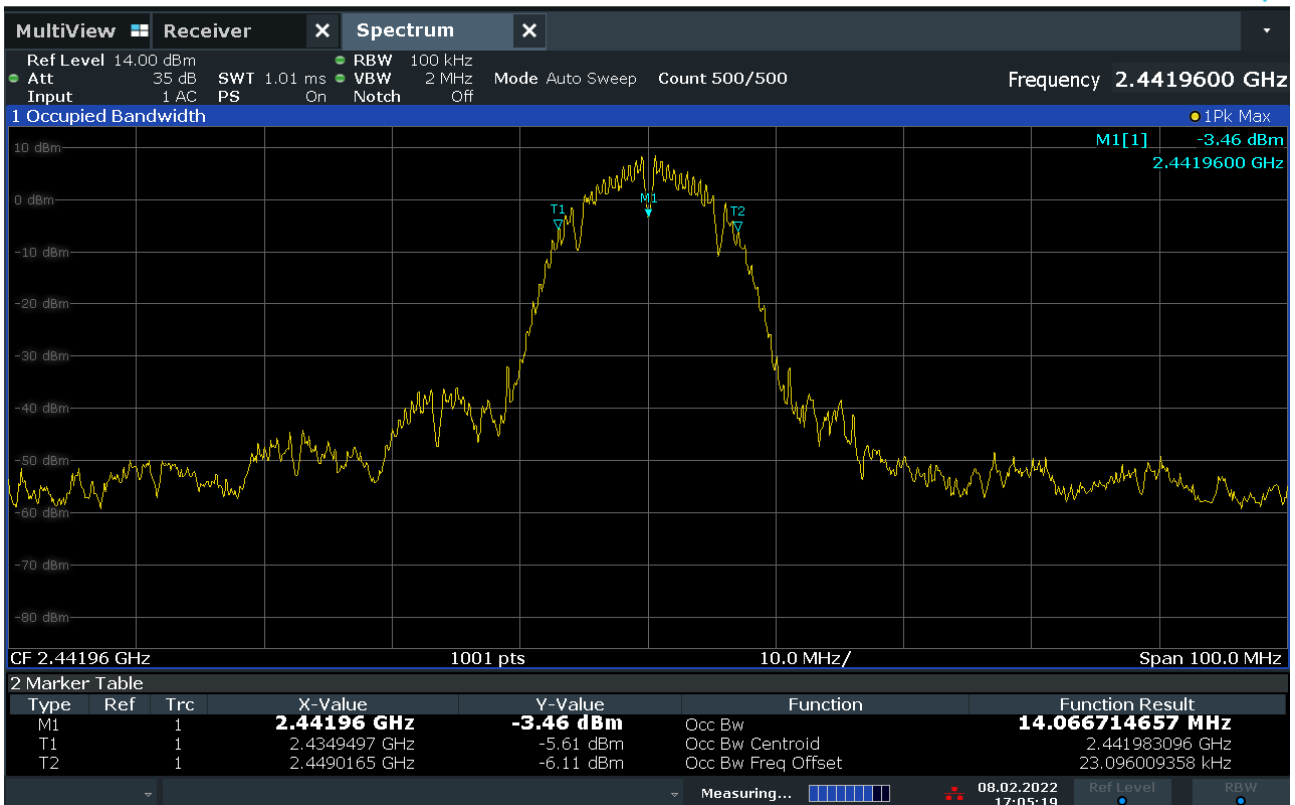 MultiView Receiver X Spectrum X
Ref Level 14.00 dBm RBW 100 kHz
Att 35 dB SWT 1.01 ms VBW 2 MHz Mode Auto Sweep Count 500/500 Frequency 2.4419600 GHz
Input 1 AC PS On Notch Off
1 Occupied Bandwidth 1Pk Max
M1[1] -3.46 dBm
2.4419600 GHz
10 dBm
0 dBm
M1
T1
T2
-10 dBm
-20 dBm
-30 dBm
-40 dBm
-50 dBm
-60 dBm
-70 dBm
-80 dBm
CF 2.44196 GHz 1001 pts 10.0 MHz/ Span 100.0 MHz
2 Marker Table
Type Ref Trc X-Value Y-Value Function Function Result
M1 1 2.44196 GHz -3.46 dBm Occ Bw 14.066714657 MHz
T1 1 2.4349497 GHz -5.61 dBm Occ Bw Centroid 2.441983096 GHz
T2 1 2.4490165 GHz -6.11 dBm Occ Bw Freq Offset 23.096009358 kHz
Measuring... 08.02.2022 Ref Level RBW
17:05:19